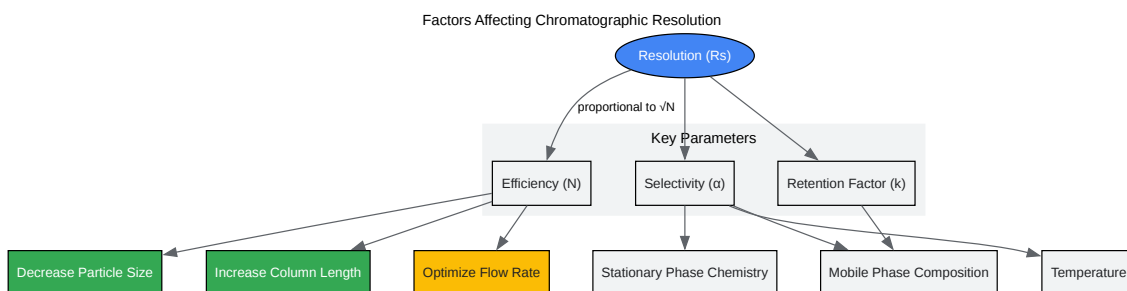 Factors Affecting Chromatographic Resolution
Resolution (Rs)
proportional to √N
Key Parameters
Efficiency (N)
Selectivity (α)
Retention Factor (k)
Decrease Particle Size
Increase Column Length
Optimize Flow Rate
Stationary Phase Chemistry
Mobile Phase Composition
Temperature